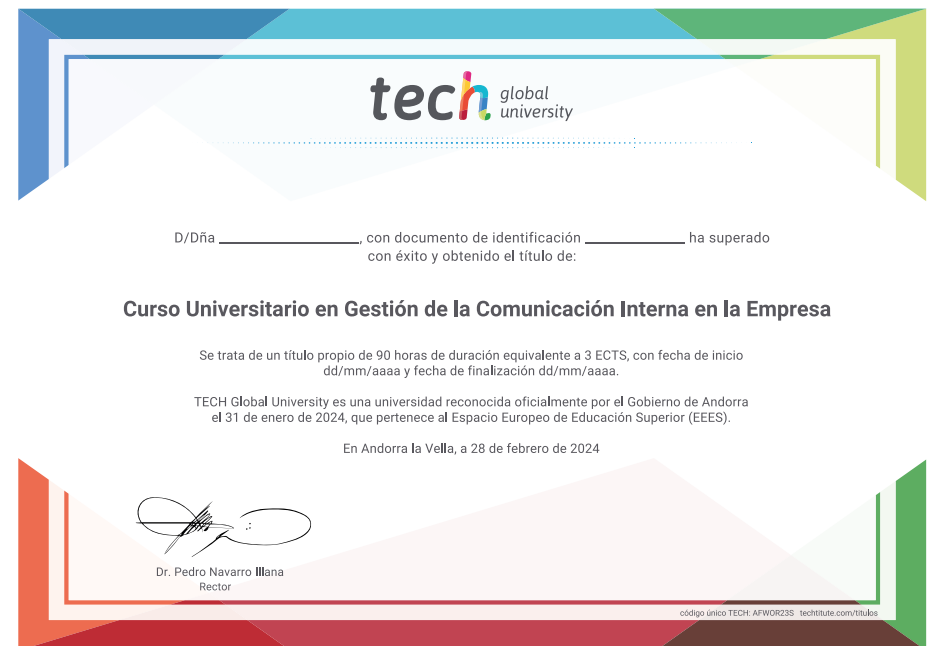 tech global
university
D/Dña ____________________, con documento de identificación ______________ ha superado
con éxito y obtenido el título de:
Curso Universitario en Gestión de la Comunicación Interna en la Empresa
Se trata de un título propio de 90 horas de duración equivalente a 3 ECTS, con fecha de inicio
dd/mm/aaaa y fecha de finalización dd/mm/aaaa.
TECH Global University es una universidad reconocida oficialmente por el Gobierno de Andorra
el 31 de enero de 2024, que pertenece al Espacio Europeo de Educación Superior (EEES).
En Andorra la Vella, a 28 de febrero de 2024
Dr. Pedro Navarro Illana
Rector
código único TECH: AFWOR23S techtitute.com/titulos